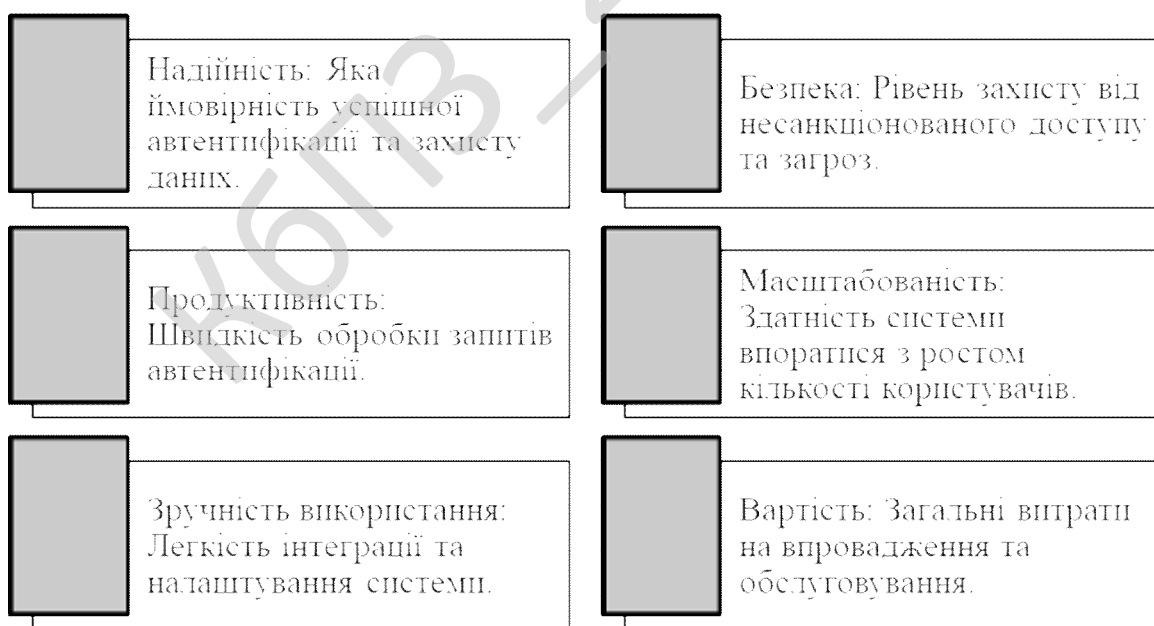 Надійність: Яка
ймовірність успішної
автентифікації та захисту
даних.
Безпека: Рівень захисту від
несанкціонованого доступу
та загроз.
Продуктивність:
Швидкість обробки запитів
автентифікації.
Масштабованість:
Здатність системи
впоратися з ростом
кількості користувачів.
Зручність використання:
Легкість інтеграції та
налаштування системи.
Вартість: Загальні витрати
на впровадження та
обслуговування.
КбПЗ_